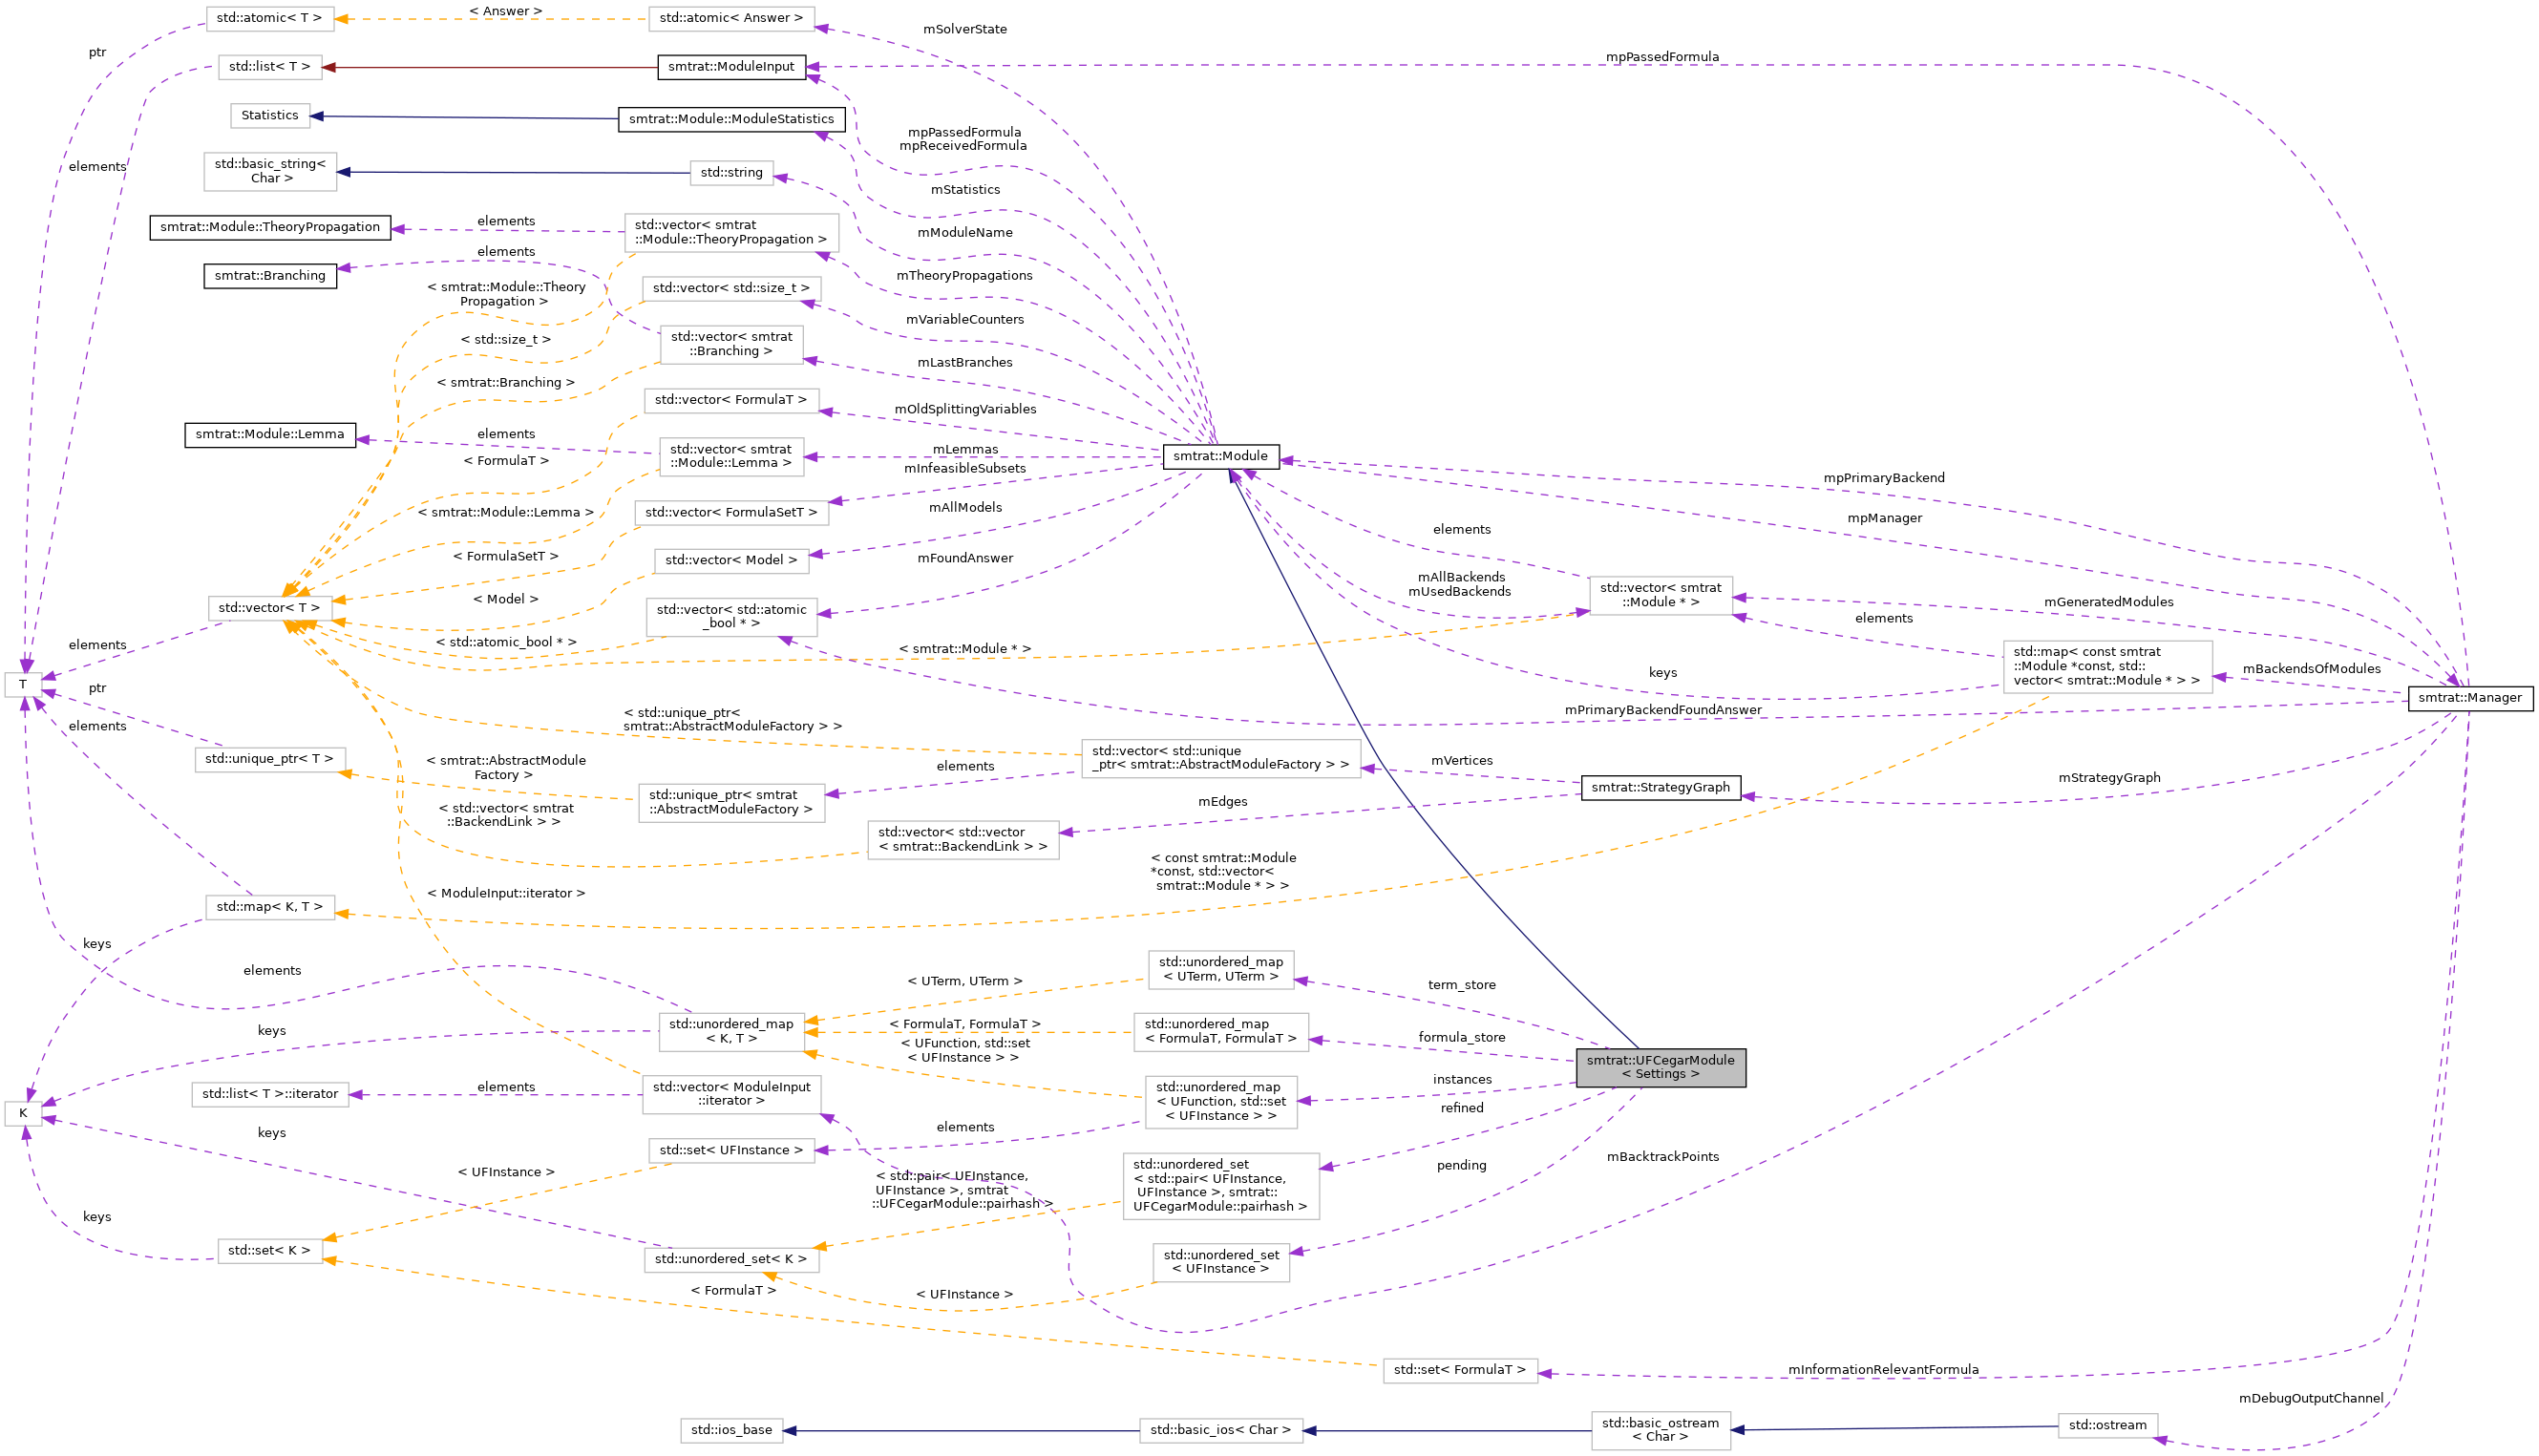 std::atomic< T >
< Answer >
std::atomic< Answer >
mSolverState
ptr
std::list< T >
smtrat::ModuleInput
mpPassedFormula
Statistics
smtrat::Module::ModuleStatistics
mpPassedFormula
mpReceivedFormula
std::basic_string<
Char >
std::string
elements
mStatistics
smtrat::Module::TheoryPropagation
elements
std::vector< smtrat
::Module::TheoryPropagation >
mModuleName
smtrat::Branching
elements
mTheoryPropagations
< smtrat::Module::Theory
Propagation >
std::vector< std::size_t >
mVariableCounters
< std::size_t >
std::vector< smtrat
::Branching >
mLastBranches
< smtrat::Branching >
std::vector< FormulaT >
mOldSplittingVariables
smtrat::Module::Lemma
elements
std::vector< smtrat
::Module::Lemma >
mLemmas
smtrat::Module
< FormulaT >
mInfeasibleSubsets
mpPrimaryBackend
< smtrat::Module::Lemma >
std::vector< FormulaSetT >
mAllModels
mpManager
elements
< FormulaSetT >
std::vector< Model >
mFoundAnswer
mAllBackends
mUsedBackends
std::vector< smtrat
::Module * >
mGeneratedModules
std::vector< T >
< Model >
std::vector< std::atomic
_bool * >
elements
elements
< std::atomic_bool * >
< smtrat::Module * >
std::map< const smtrat
::Module *const, std::
vector< smtrat::Module * > >
mBackendsOfModules
keys
T
ptr
smtrat::Manager
elements
< std::unique_ptr<
smtrat::AbstractModuleFactory > >
mPrimaryBackendFoundAnswer
std::unique_ptr< T >
< smtrat::AbstractModule
Factory >
elements
std::vector< std::unique
_ptr< smtrat::AbstractModuleFactory > >
mVertices
mStrategyGraph
std::unique_ptr< smtrat
::AbstractModuleFactory >
smtrat::StrategyGraph
< std::vector< smtrat
::BackendLink > >
mEdges
std::vector< std::vector
< smtrat::BackendLink > >
< const smtrat::Module
*const, std::vector<
smtrat::Module * > >
< ModuleInput::iterator >
std::map< K, T >
keys
elements
< UTerm, UTerm >
std::unordered_map
< UTerm, UTerm >
term_store
keys
std::unordered_map
< K, T >
< FormulaT, FormulaT >
std::unordered_map
< FormulaT, FormulaT >
formula_store
< UFunction, std::set
< UFInstance > >
smtrat::UFCegarModule
< Settings >
std::list< T >::iterator
elements
std::vector< ModuleInput
::iterator >
std::unordered_map
< UFunction, std::set
< UFInstance > >
instances
refined
K
keys
std::set< UFInstance >
elements
< UFInstance >
< std::pair< UFInstance,
UFInstance >, smtrat
::UFCegarModule::pairhash >
std::unordered_set
< std::pair< UFInstance,
UFInstance >, smtrat::
UFCegarModule::pairhash >
pending
mBacktrackPoints
keys
std::set< K >
std::unordered_set< K >
std::unordered_set
< UFInstance >
< FormulaT >
< UFInstance >
std::set< FormulaT >
mInformationRelevantFormula
mDebugOutputChannel
std::ios_base
std::basic_ios< Char >
std::basic_ostream
< Char >
std::ostream